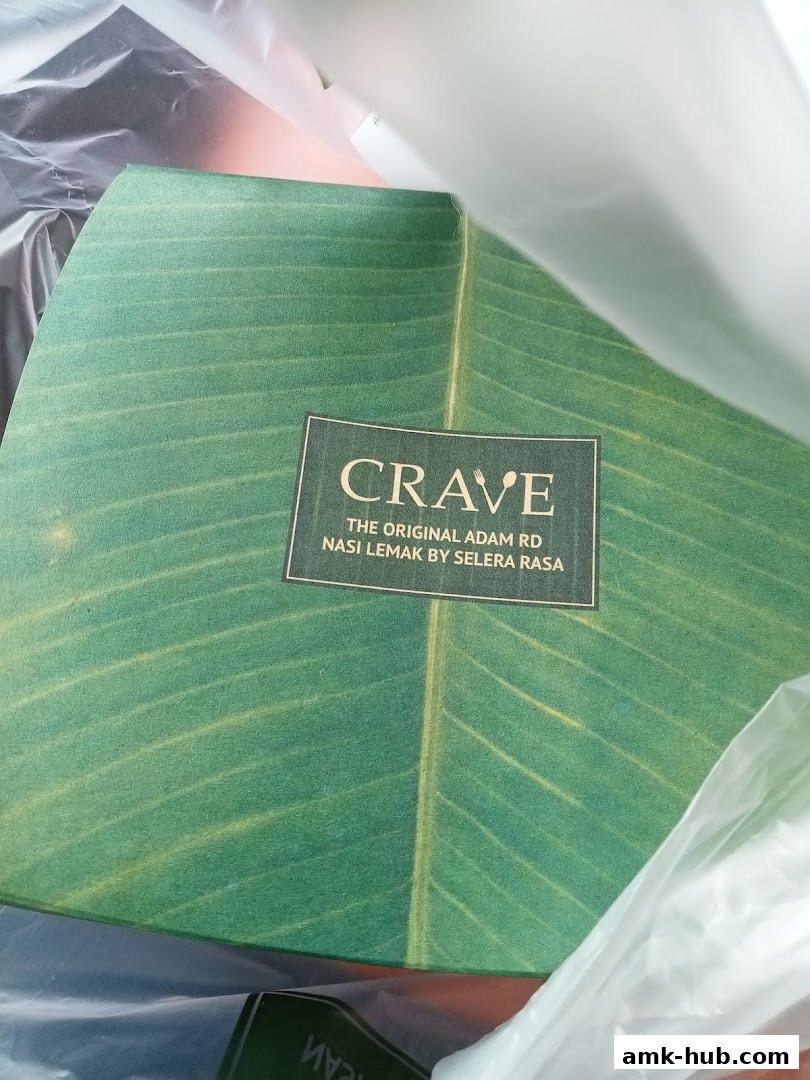 CRAVE
THE ORIGINAL ADAM RD
NASI LEMAK BY SELERA RASA
amk-hub.com